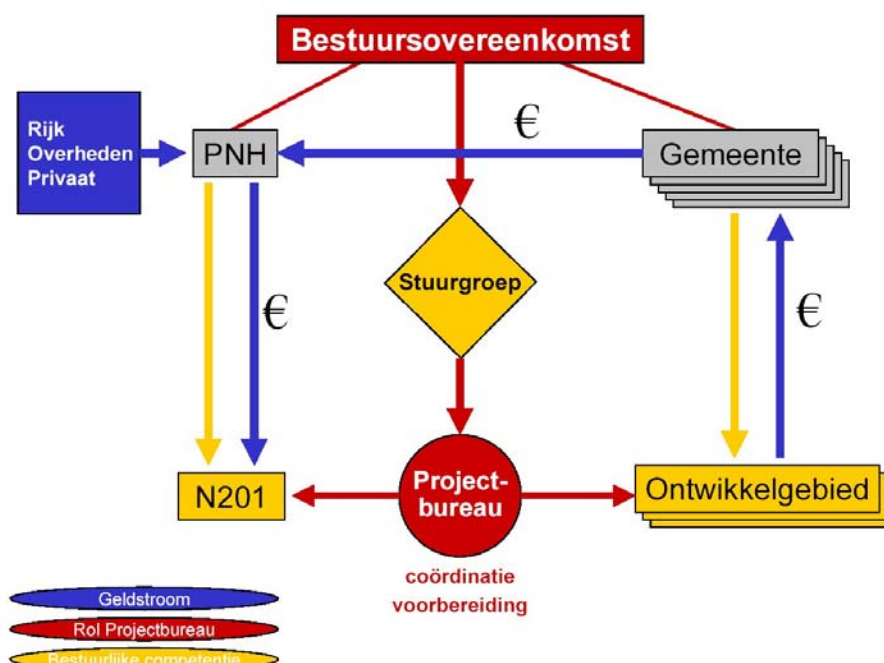 Bestuursovereenkomst
Rijk
Overheden
Privaat
PNH
€
Gemeente
Stuurgroep
€
€
N201
Project-
bureau
Ontwikkelgebied
coördinatie
voorbereiding
Geldstroom
Rol Projectbureau
Bestuurlijke competentie